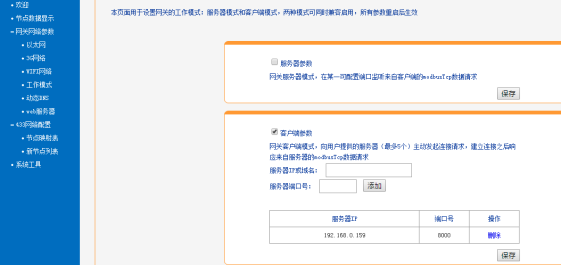 欢迎
节点数据显示
网关网络参数
以太网
3G网络
WIFI网络
工作模式
动态DNS
web服务器
433网络配置
节点映射表
新节点列表
系统工具
本页面用于设置网关的工作模式：服务器模式和客户端模式，两种模式可同时兼容启用，所有参数重启后生效
服务器参数
网关服务器模式，在某一可配置端口监听来自客户端的modbusTcp数据请求
保存
客户端参数
网关客户端模式，向用户提供的服务器（最多5个）主动发起连接请求，建立连接之后响
应来自服务器的modbusTcp数据请求
服务器IP或域名：
服务器端口号： 添加
服务器IP 端口号 操作
192.168.0.159 8000 删除
保存